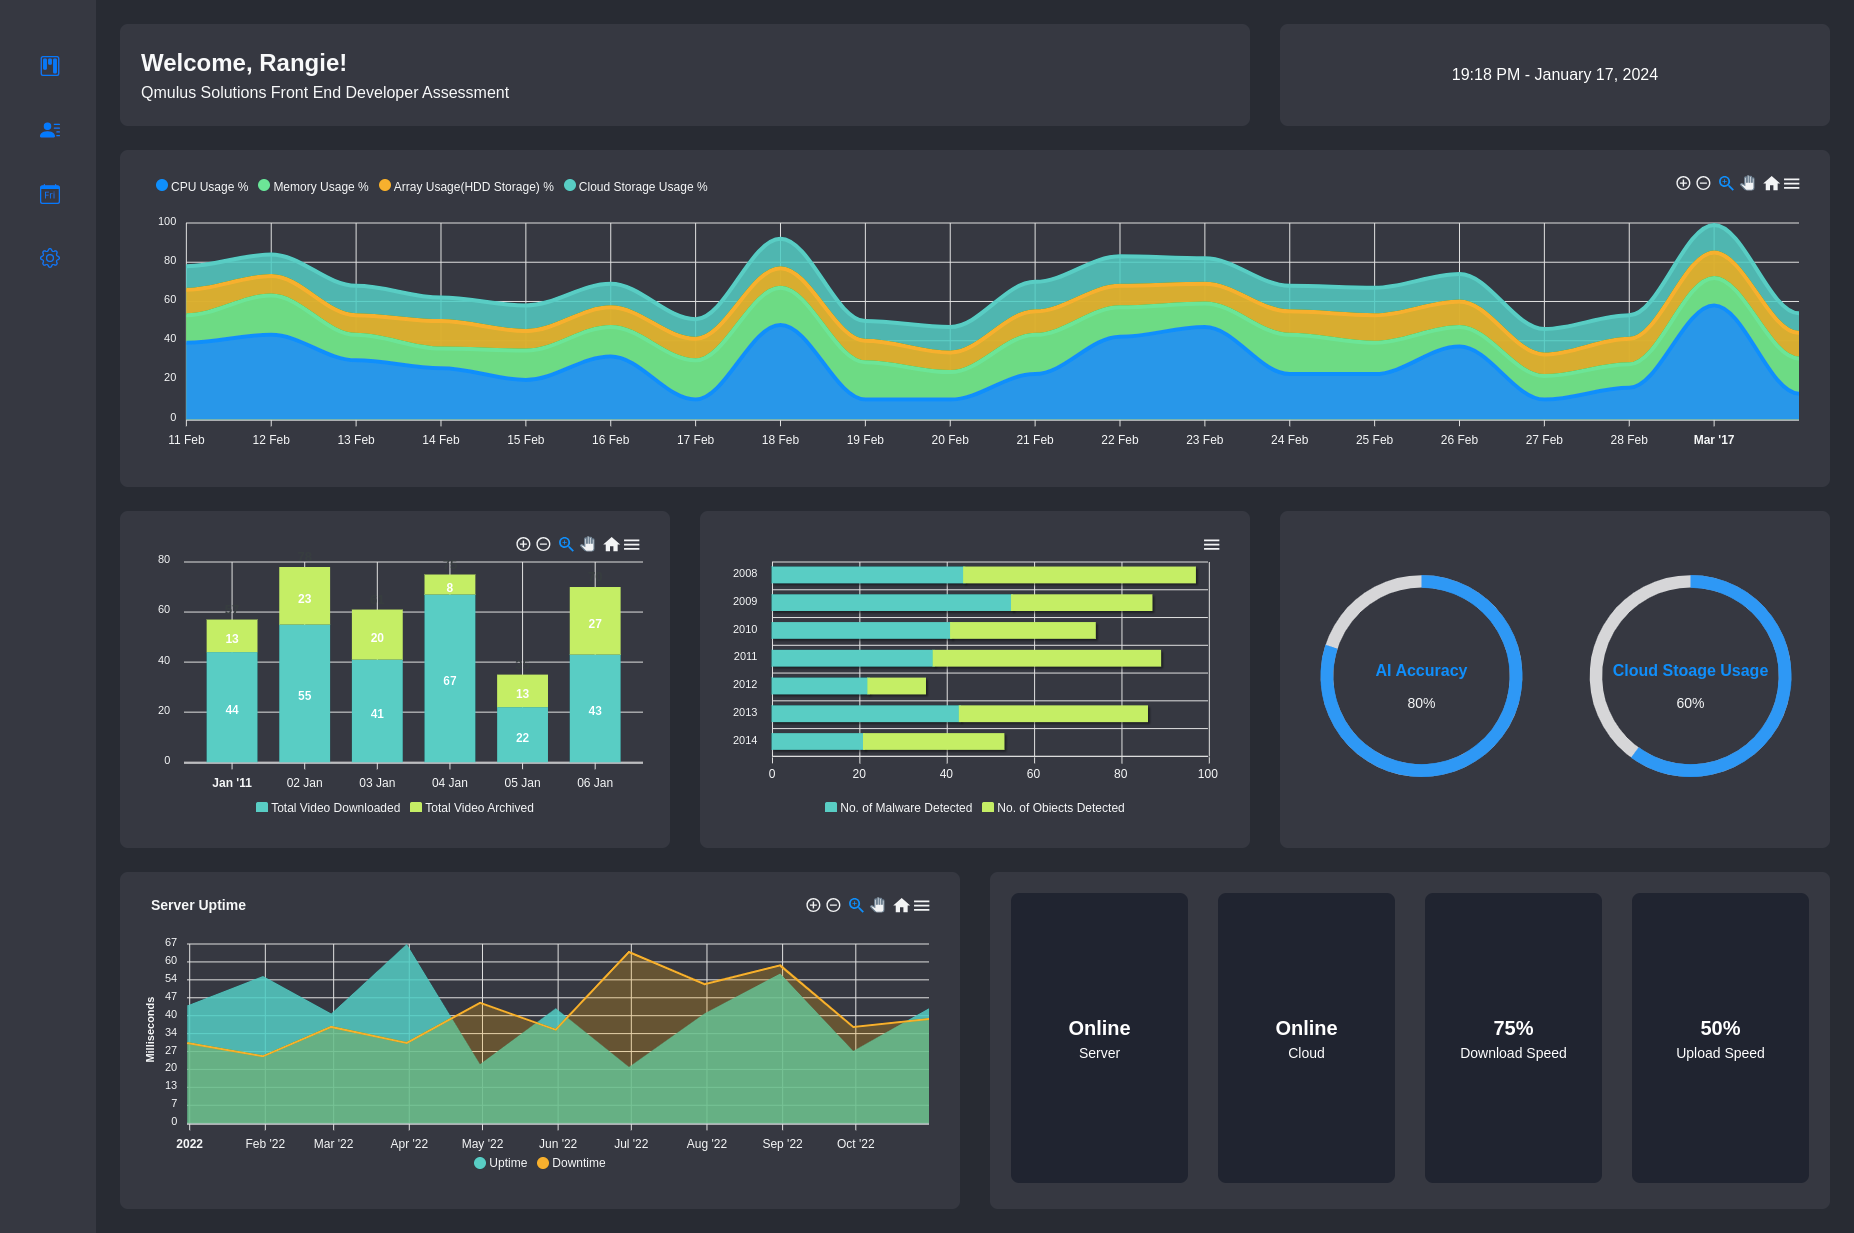 Welcome, Rangie!
Qmulus Solutions Front End Developer Assessment
19:18 PM - January 17, 2024
Fri
CPU Usage % Memory Usage % Array Usage(HDD Storage) % Cloud Storage Usage %
100
80
60
40
20
0
11 Feb 12 Feb 13 Feb 14 Feb 15 Feb 16 Feb 17 Feb 18 Feb 19 Feb 20 Feb 21 Feb 22 Feb 23 Feb 24 Feb 25 Feb 26 Feb 27 Feb 28 Feb Mar '17
80
60
40
20
0
13 23 20 8 13 27
44 55 41 67 22 43
Jan '11 02 Jan 03 Jan 04 Jan 05 Jan 06 Jan
Total Video Downloaded Total Video Archived
2008
2009
2010
2011
2012
2013
2014
0 20 40 60 80 100
No. of Malware Detected No. of Objects Detected
AI Accuracy
80%
Cloud Stoage Usage
60%
Server Uptime
Milliseconds
67
60
54
47
40
34
27
20
13
7
0
2022 Feb '22 Mar '22 Apr '22 May '22 Jun '22 Jul '22 Aug '22 Sep '22 Oct '22
Uptime Downtime
Online
Server
Online
Cloud
75%
Download Speed
50%
Upload Speed